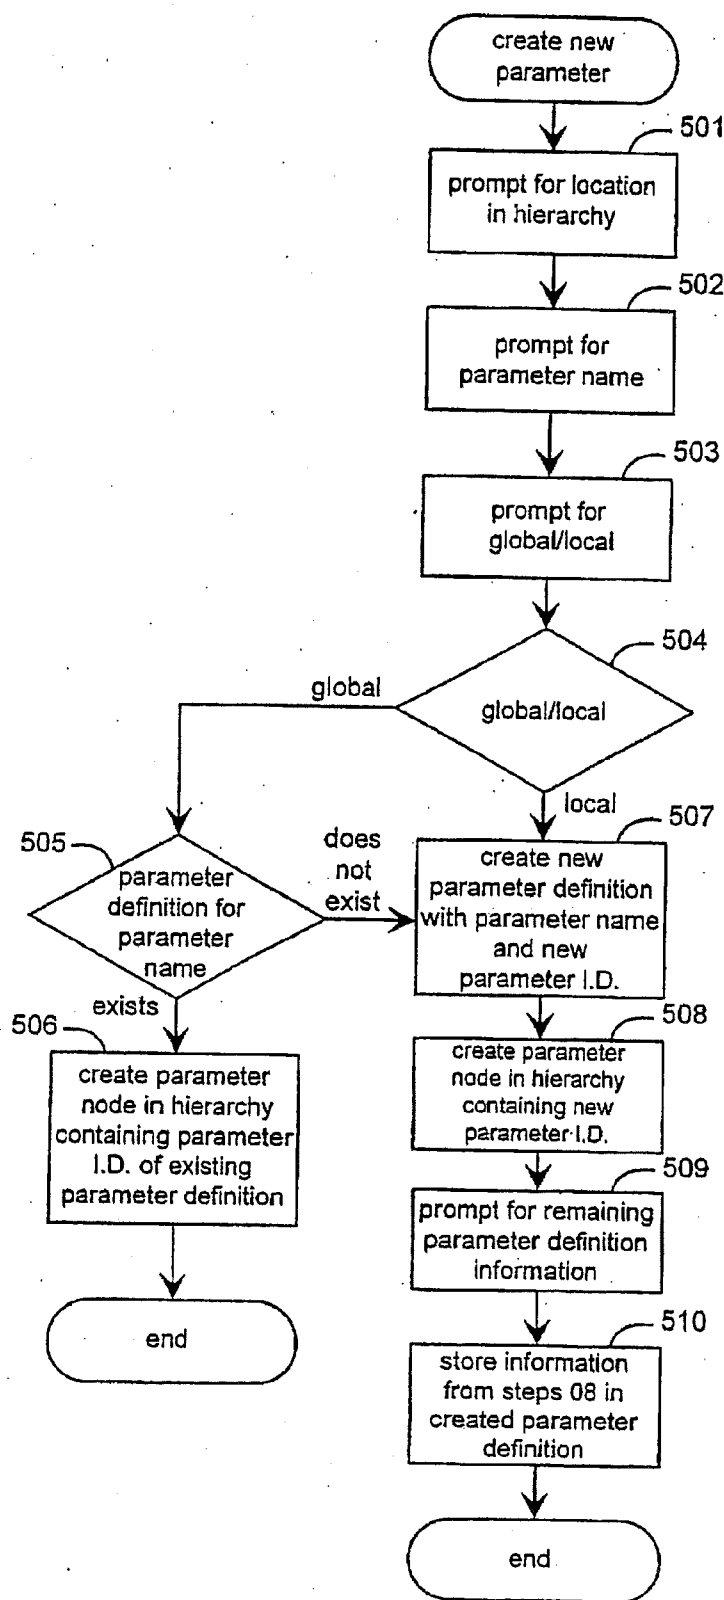 create new
parameter
501
prompt for location
in hierarchy
502
prompt for
parameter name
503
prompt for
global/local
504
global/local
global
local
505
parameter
definition for
parameter
name
does
not
exist
exists
506
create parameter
node in hierarchy
containing parameter
I.D. of existing
parameter definition
end
507
create new
parameter definition
with parameter name
and new
parameter I.D.
508
create parameter
node in hierarchy
containing new
parameter I.D.
509
prompt for remaining
parameter definition
information
510
store information
from steps 08 in
created parameter
definition
end